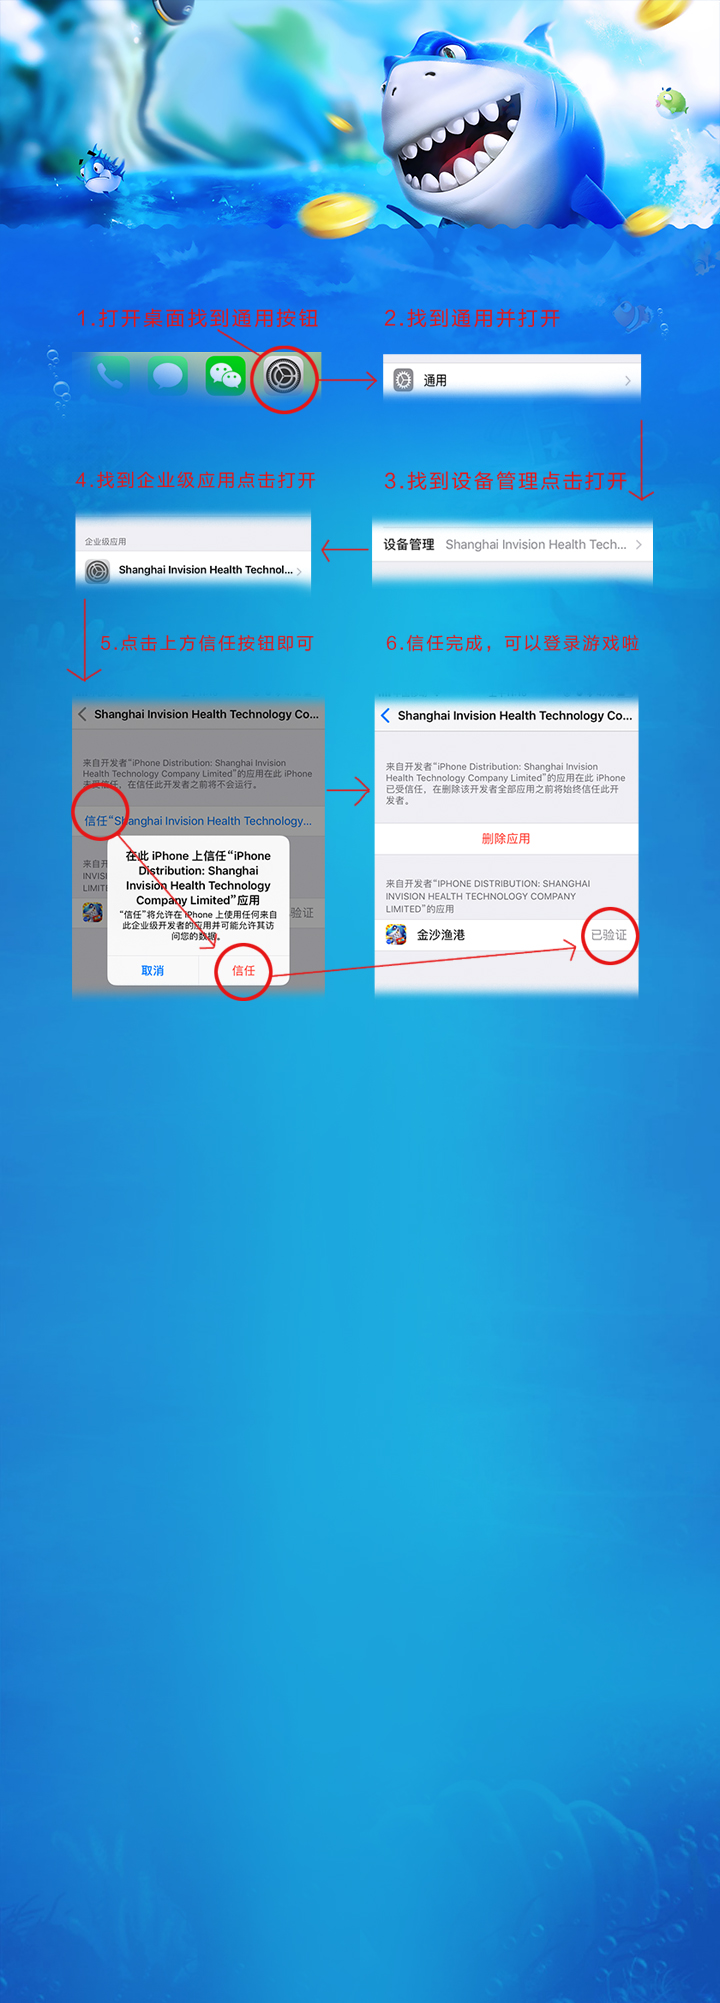 1.打开桌面找到通用按钮
2.找到通用并打开
通用
4.找到企业级应用点击打开
3.找到设备管理点击打开
企业级应用
Shanghai Invision Health Technol...
设备管理 Shanghai Invision Health Tech...
5.点击上方信任按钮即可
6.信任完成，可以登录游戏啦
Shanghai Invision Health Technology Co...
来自开发者“iPhone Distribution: Shanghai Invision
Health Technology Company Limited”的应用在此 iPhone
未受信任，在信任此开发者之前将不会运行。
信任“Shanghai Invision Health Technology...
来自开
INVIS
LIMIT
验证
在此 iPhone 上信任“iPhone
Distribution: Shanghai
Invision Health Technology
Company Limited”应用
“信任”将允许在 iPhone 上使用任何来自
此企业级开发者的应用并可能允许其访
问您的数据。
取消 信任
Shanghai Invision Health Technology Co...
来自开发者“iPhone Distribution: Shanghai Invision
Health Technology Company Limited”的应用在此 iPhone
已受信任，在删除该开发者全部应用之前将始终信任此开
发者。
删除应用
来自开发者“IPHONE DISTRIBUTION: SHANGHAI
INVISION HEALTH TECHNOLOGY COMPANY
LIMITED”的应用
金沙渔港 已验证